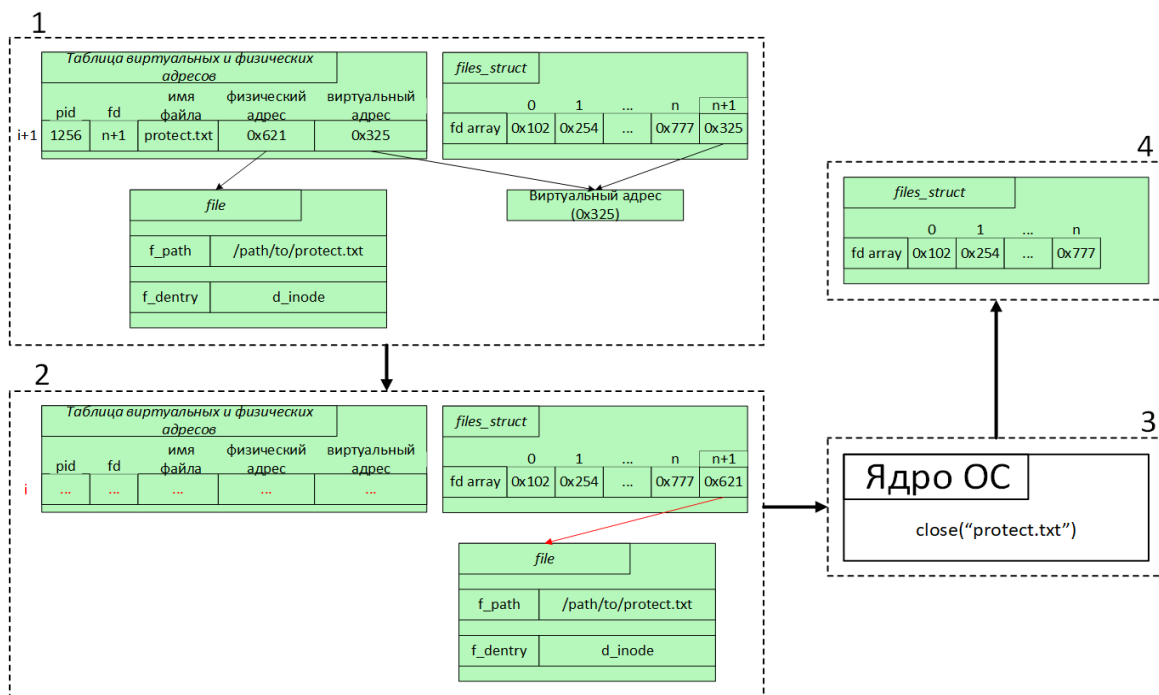 1
Таблица виртуальных и физических
адресов
pid fd имя файла физический адрес виртуальный адрес
i+1 1256 n+1 protect.txt 0x621 0x325
files_struct
0 1 ... n n+1
fd array 0x102 0x254 ... 0x777 0x325
file
f_path /path/to/protect.txt
f_dentry d_inode
Виртуальный адрес
(0x325)
2
Таблица виртуальных и физических
адресов
pid fd имя файла физический адрес виртуальный адрес
i ... ... ... ... ...
files_struct
0 1 ... n n+1
fd array 0x102 0x254 ... 0x777 0x621
file
f_path /path/to/protect.txt
f_dentry d_inode
3
Ядро ОС
close(“protect.txt”)
4
files_struct
0 1 ... n
fd array 0x102 0x254 ... 0x777